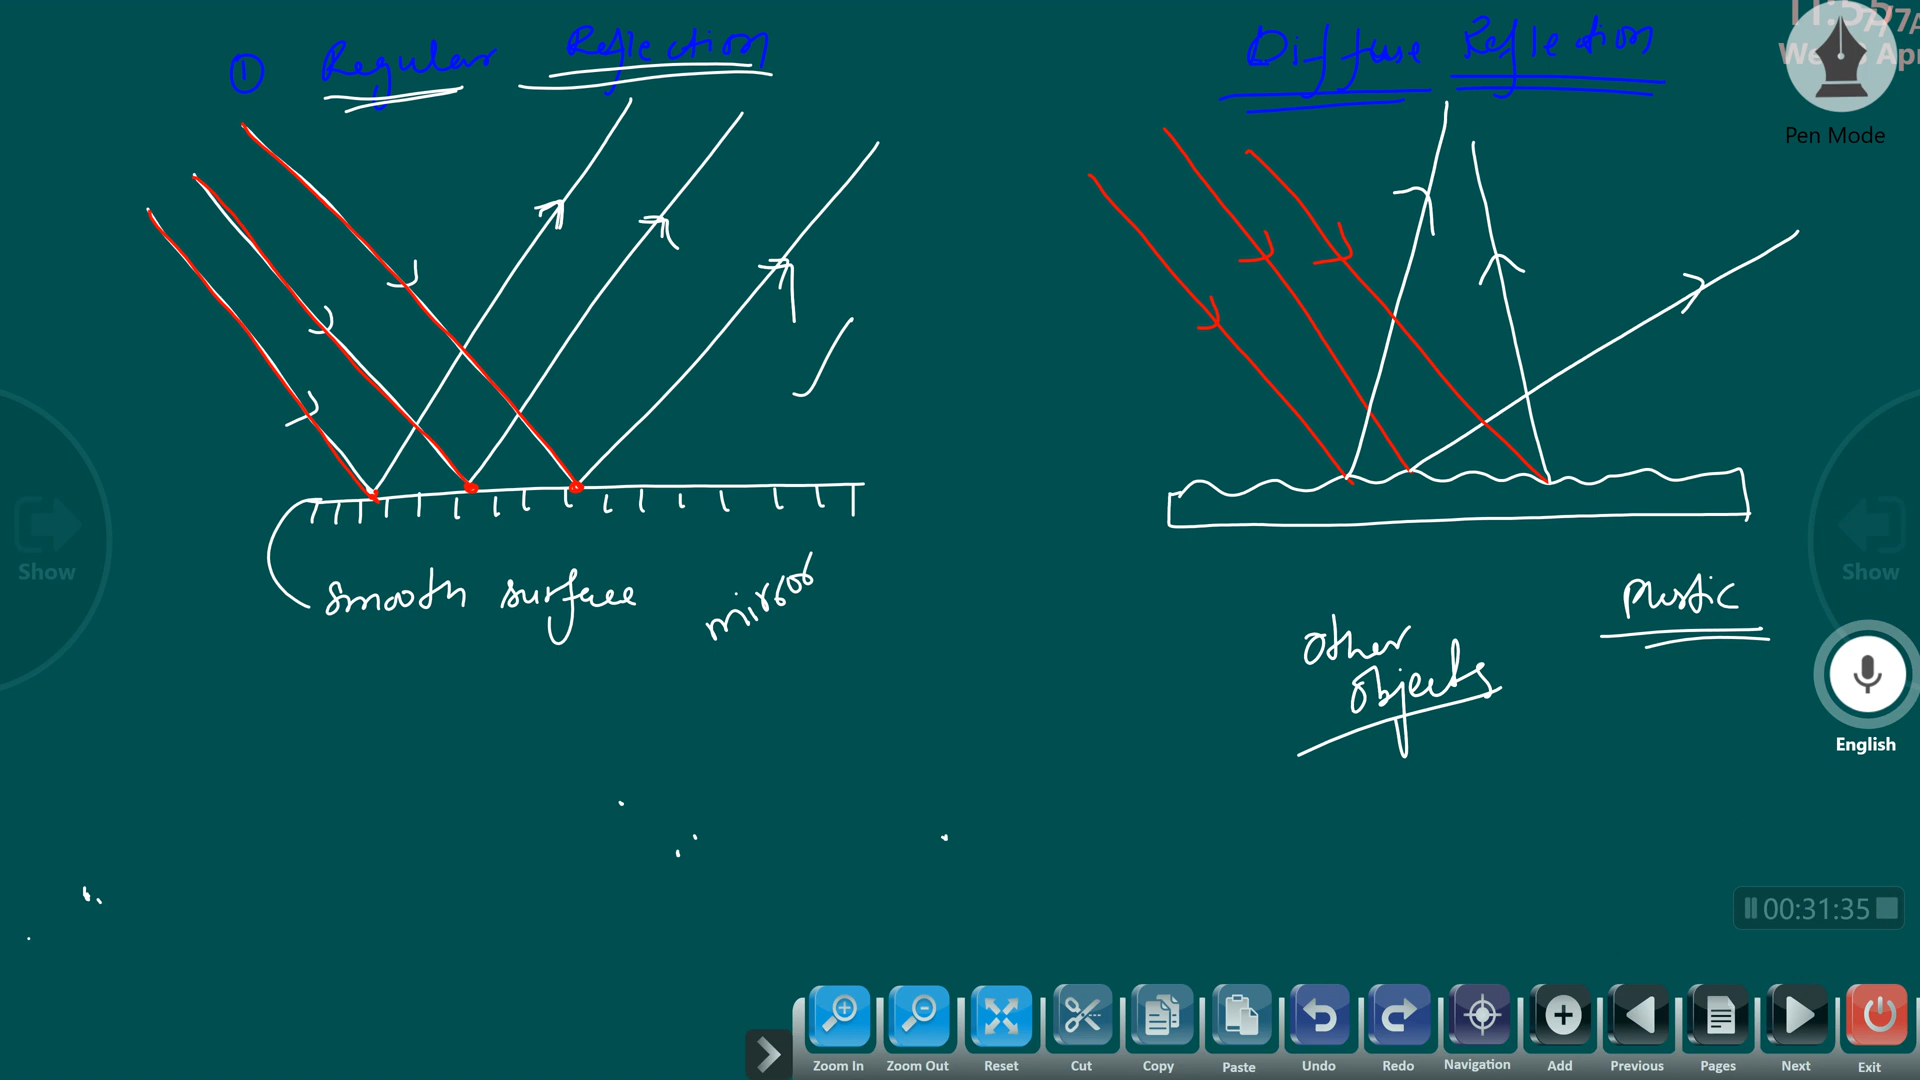 ① Regular Reflection
Diffuse Reflection
Pen Mode
Show
Show
smooth surface
mirror
Plastic
other
objects
English
00:31:35
Zoom In
Zoom Out
Reset
Cut
Copy
Paste
Undo
Redo
Navigation
Add
Previous
Pages
Next
Exit